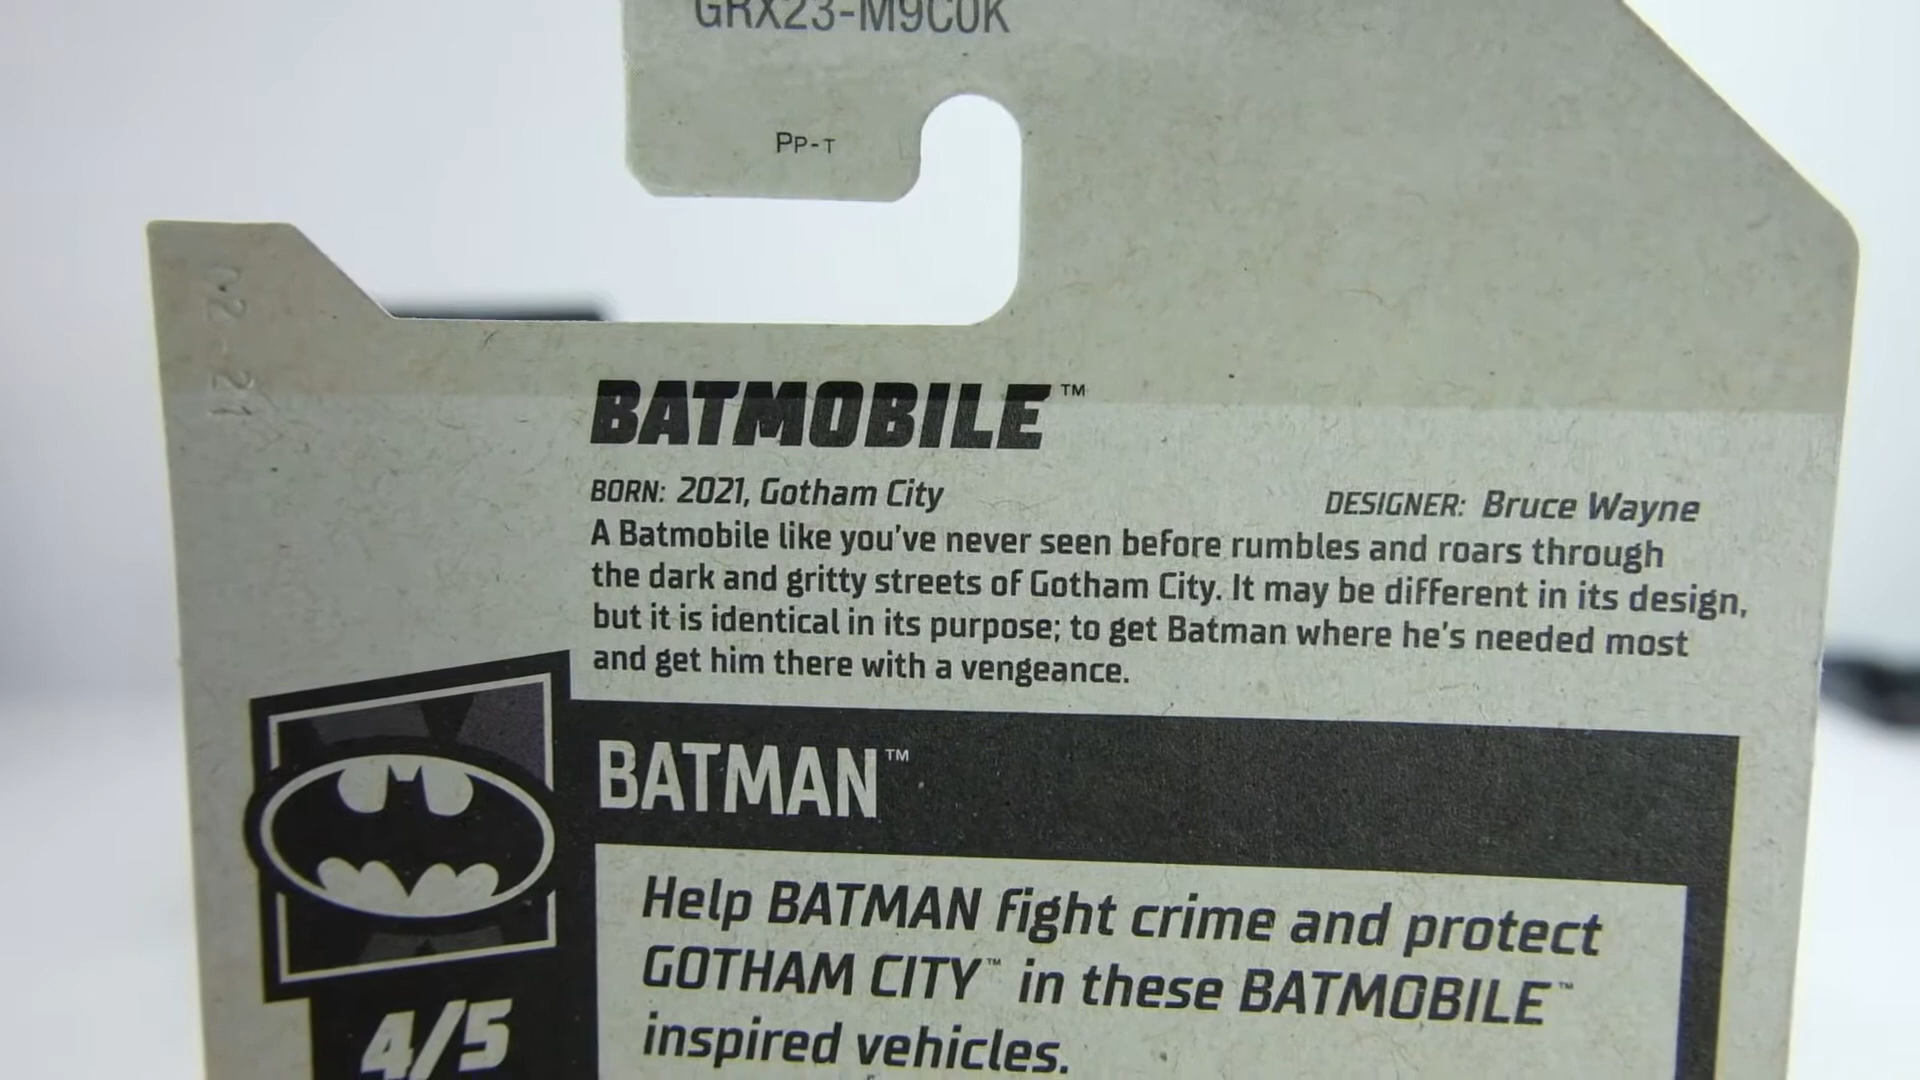 GRX23-M9C0K
PP-T
BATMOBILE™
BORN: 2021, Gotham City
DESIGNER: Bruce Wayne
A Batmobile like you've never seen before rumbles and roars through
the dark and gritty streets of Gotham City. It may be different in its design,
but it is identical in its purpose; to get Batman where he's needed most
and get him there with a vengeance.
BATMAN™
Help BATMAN fight crime and protect
GOTHAM CITY™ in these BATMOBILE™
inspired vehicles.
4/5